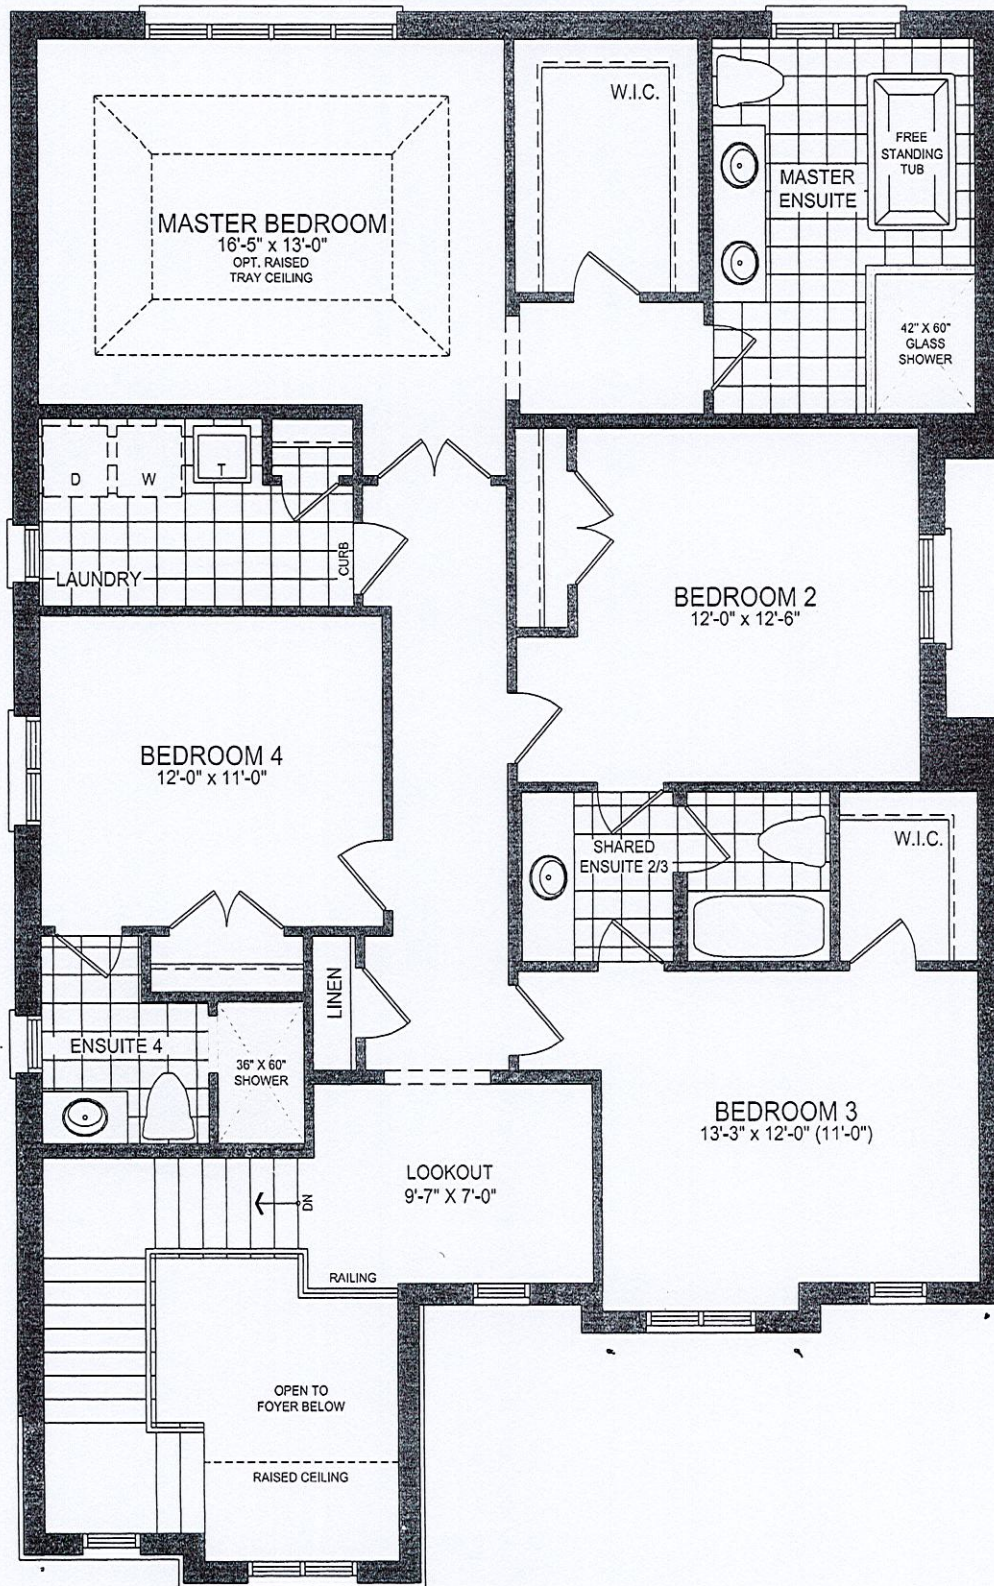 W.I.C.
FREE
STANDING
TUB
MASTER
ENSUITE
MASTER BEDROOM
16'-5" x 13'-0"
OPT. RAISED
TRAY CEILING
42" X 60"
GLASS
SHOWER
D
W
T
CURB
LAUNDRY
BEDROOM 2
12'-0" x 12'-6"
BEDROOM 4
12'-0" x 11'-0"
SHARED
ENSUITE 2/3
W.I.C.
LINEN
ENSUITE 4
36" X 60"
SHOWER
BEDROOM 3
13'-3" x 12'-0" (11'-0")
LOOKOUT
9'-7" X 7'-0"
DN
RAILING
OPEN TO
FOYER BELOW
RAISED CEILING